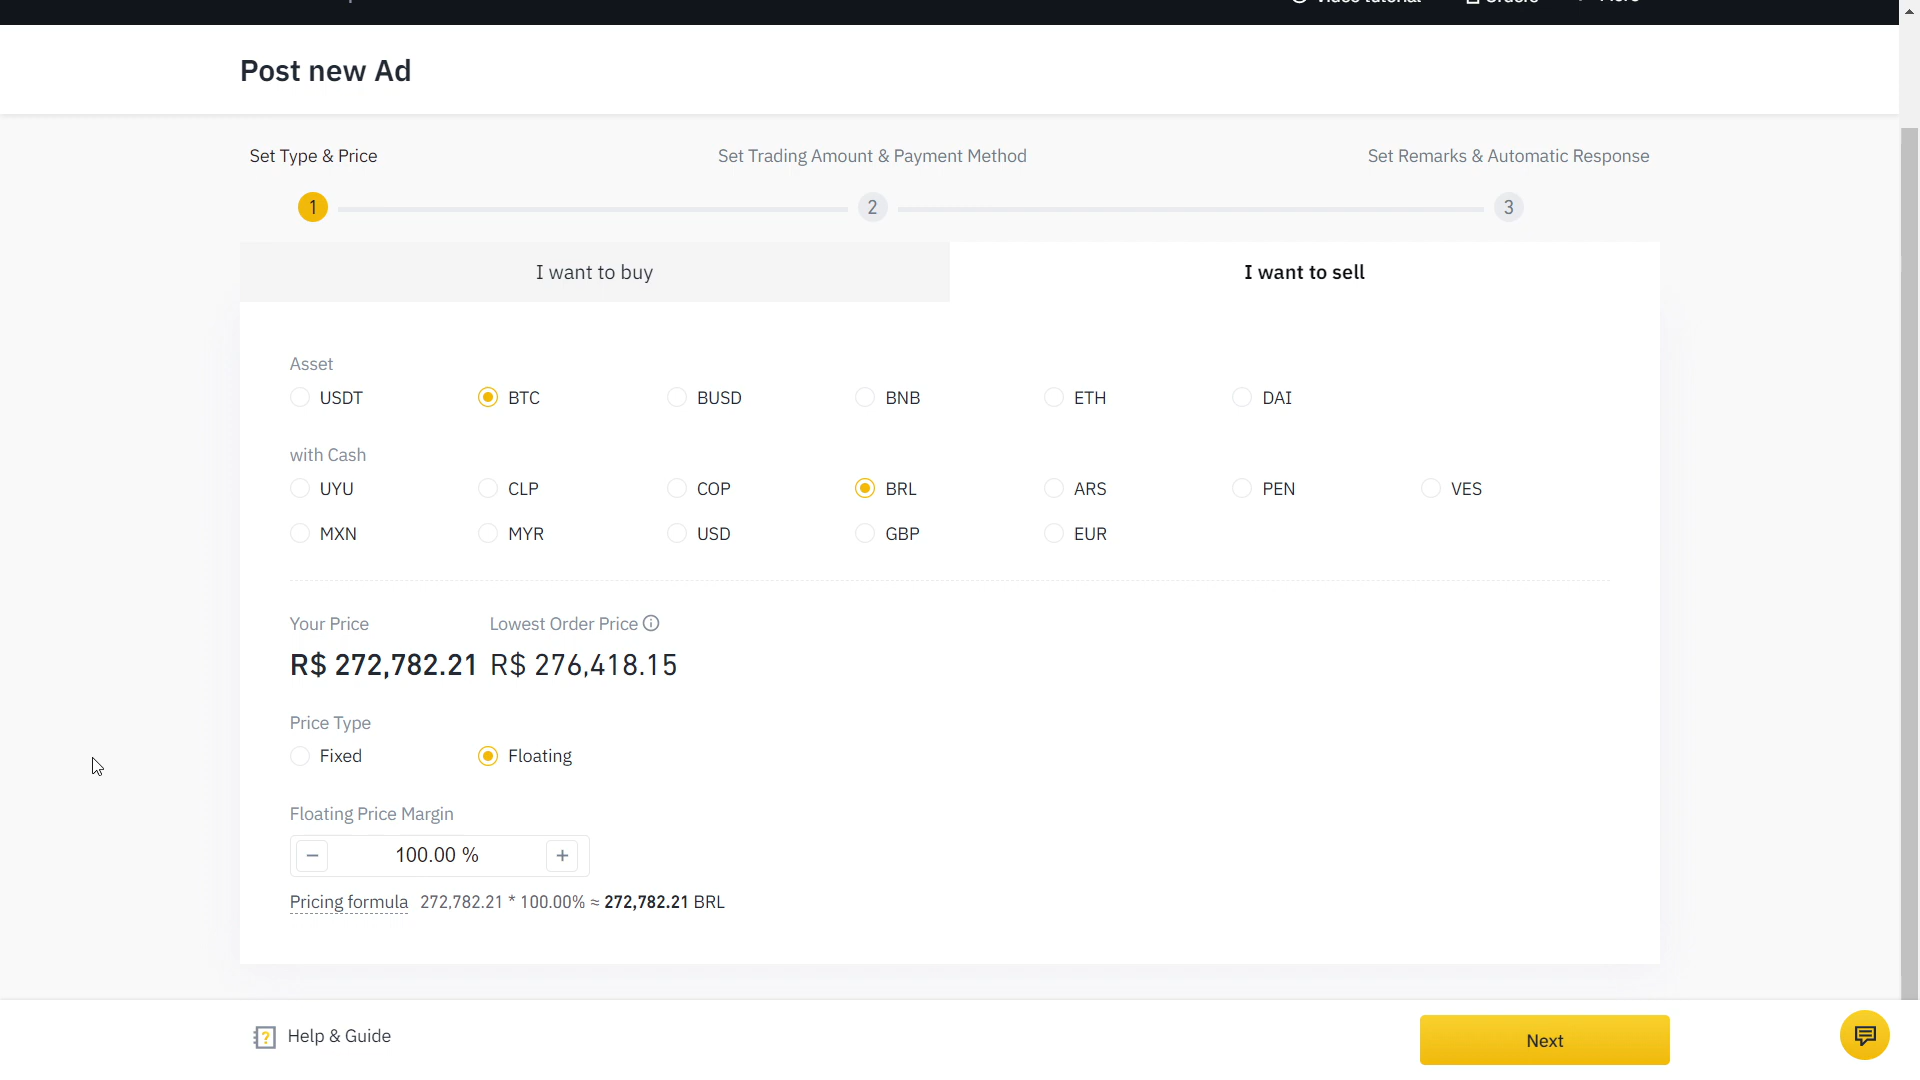 Post new Ad
Set Type & Price
Set Trading Amount & Payment Method
Set Remarks & Automatic Response
1
2
3
I want to buy
I want to sell
Asset
USDT
BTC
BUSD
BNB
ETH
DAI
with Cash
UYU
CLP
COP
BRL
ARS
PEN
VES
MXN
MYR
USD
GBP
EUR
Your Price
Lowest Order Price
R$ 272,782.21
R$ 276,418.15
Price Type
Fixed
Floating
Floating Price Margin
− 100.00 % +
Pricing formula 272,782.21 * 100.00% ≈ 272,782.21 BRL
Help & Guide
Next